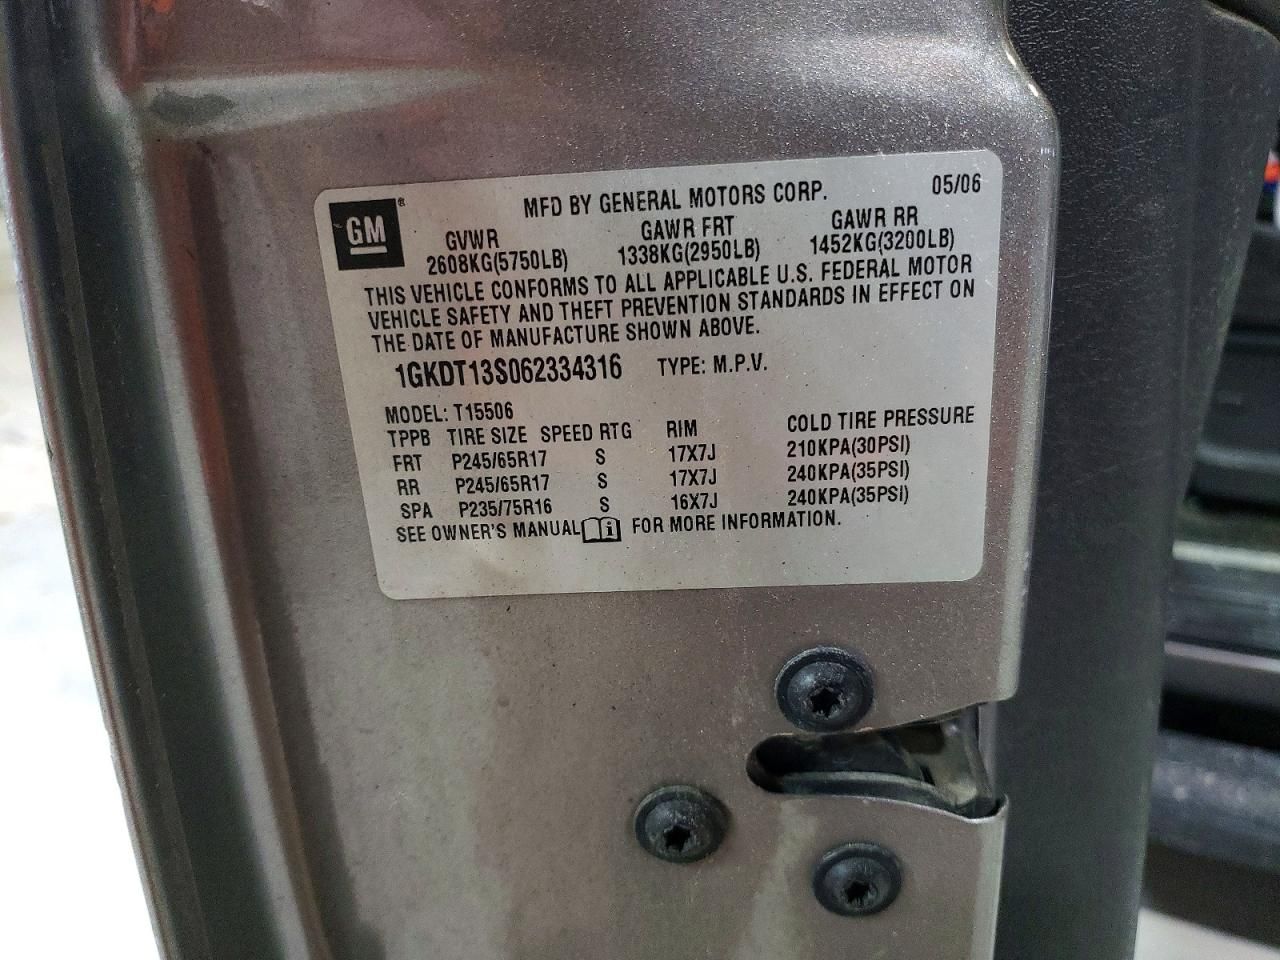 GM ®
MFD BY GENERAL MOTORS CORP. 05/06
GVWR GAWR FRT GAWR RR
2608KG(5750LB) 1338KG(2950LB) 1452KG(3200LB)
THIS VEHICLE CONFORMS TO ALL APPLICABLE U.S. FEDERAL MOTOR
VEHICLE SAFETY AND THEFT PREVENTION STANDARDS IN EFFECT ON
THE DATE OF MANUFACTURE SHOWN ABOVE.
1GKDT13S062334316 TYPE: M.P.V.
MODEL: T15506
TPPB TIRE SIZE SPEED RTG RIM COLD TIRE PRESSURE
FRT P245/65R17 S 17X7J 210KPA(30PSI)
RR P245/65R17 S 17X7J 240KPA(35PSI)
SPA P235/75R16 S 16X7J 240KPA(35PSI)
SEE OWNER'S MANUAL i FOR MORE INFORMATION.